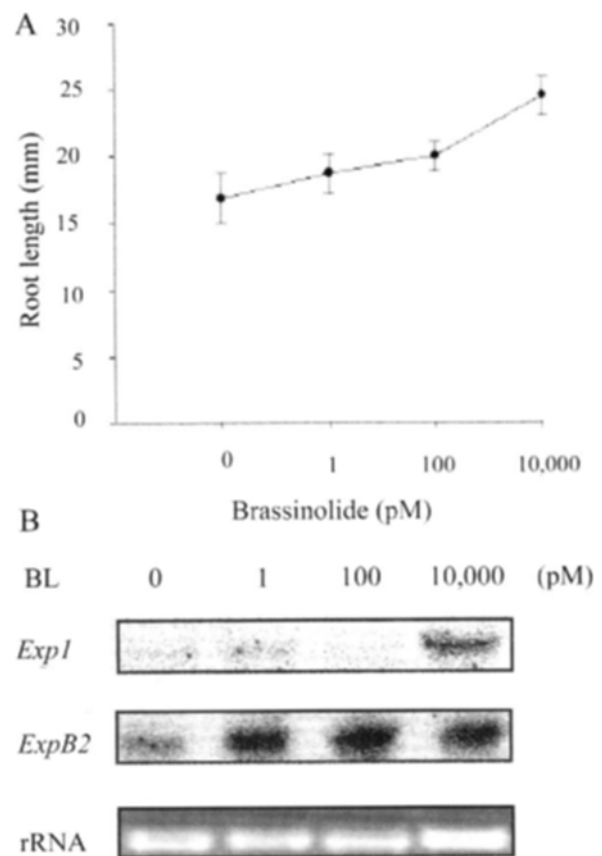 A
30
25
20
15
10
5
0
Root length (mm)
0 1 100 10,000
Brassinolide (pM)
B
BL 0 1 100 10,000 (pM)
Exp1
ExpB2
rRNA